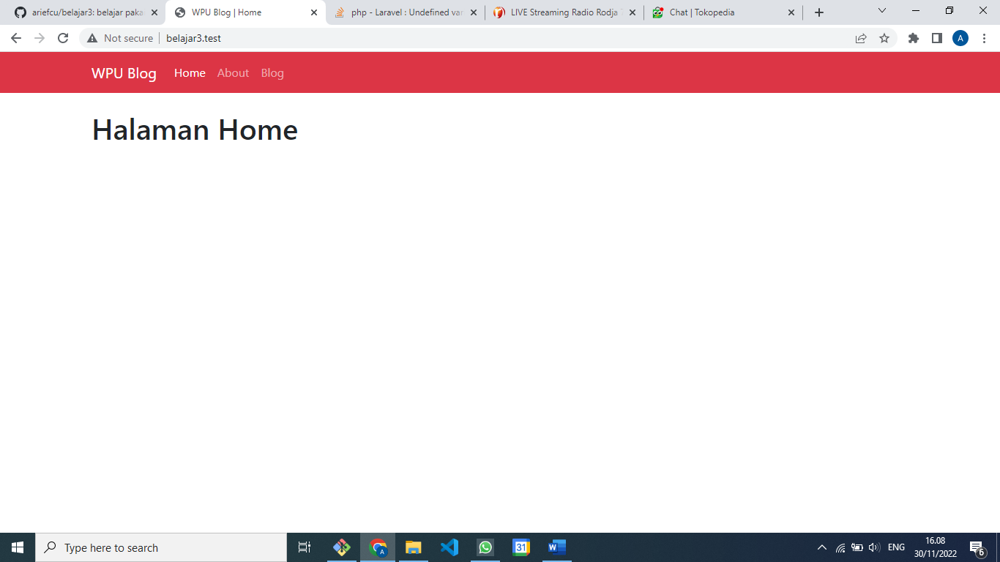 ariefcu/belajar3: belajar paka
WPU Blog | Home
php - Laravel : Undefined var
LIVE Streaming Radio Rodja 7
Chat | Tokopedia
Not secure
belajar3.test
A
WPU Blog
Home
About
Blog
Halaman Home
Type here to search
A
31
W
ENG
16.08
30/11/2022
6